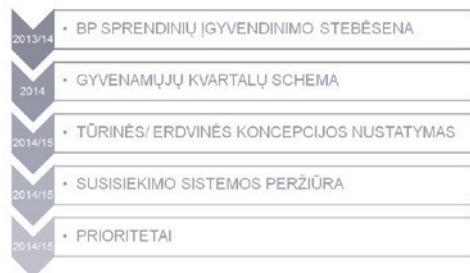 2013/14
• BP SPRENDINIŲ ĮGYVENDINIMO STEBĖSENA
2014
• GYVENAMŲJŲ KVARTALŲ SCHEMA
2014/15
• TŪRINĖS/ ERDVINĖS KONCEPCIJOS NUSTATYMAS
2014/15
• SUSISIEKIMO SISTEMOS PERŽIŪRA
2014/15
• PRIORITETAI